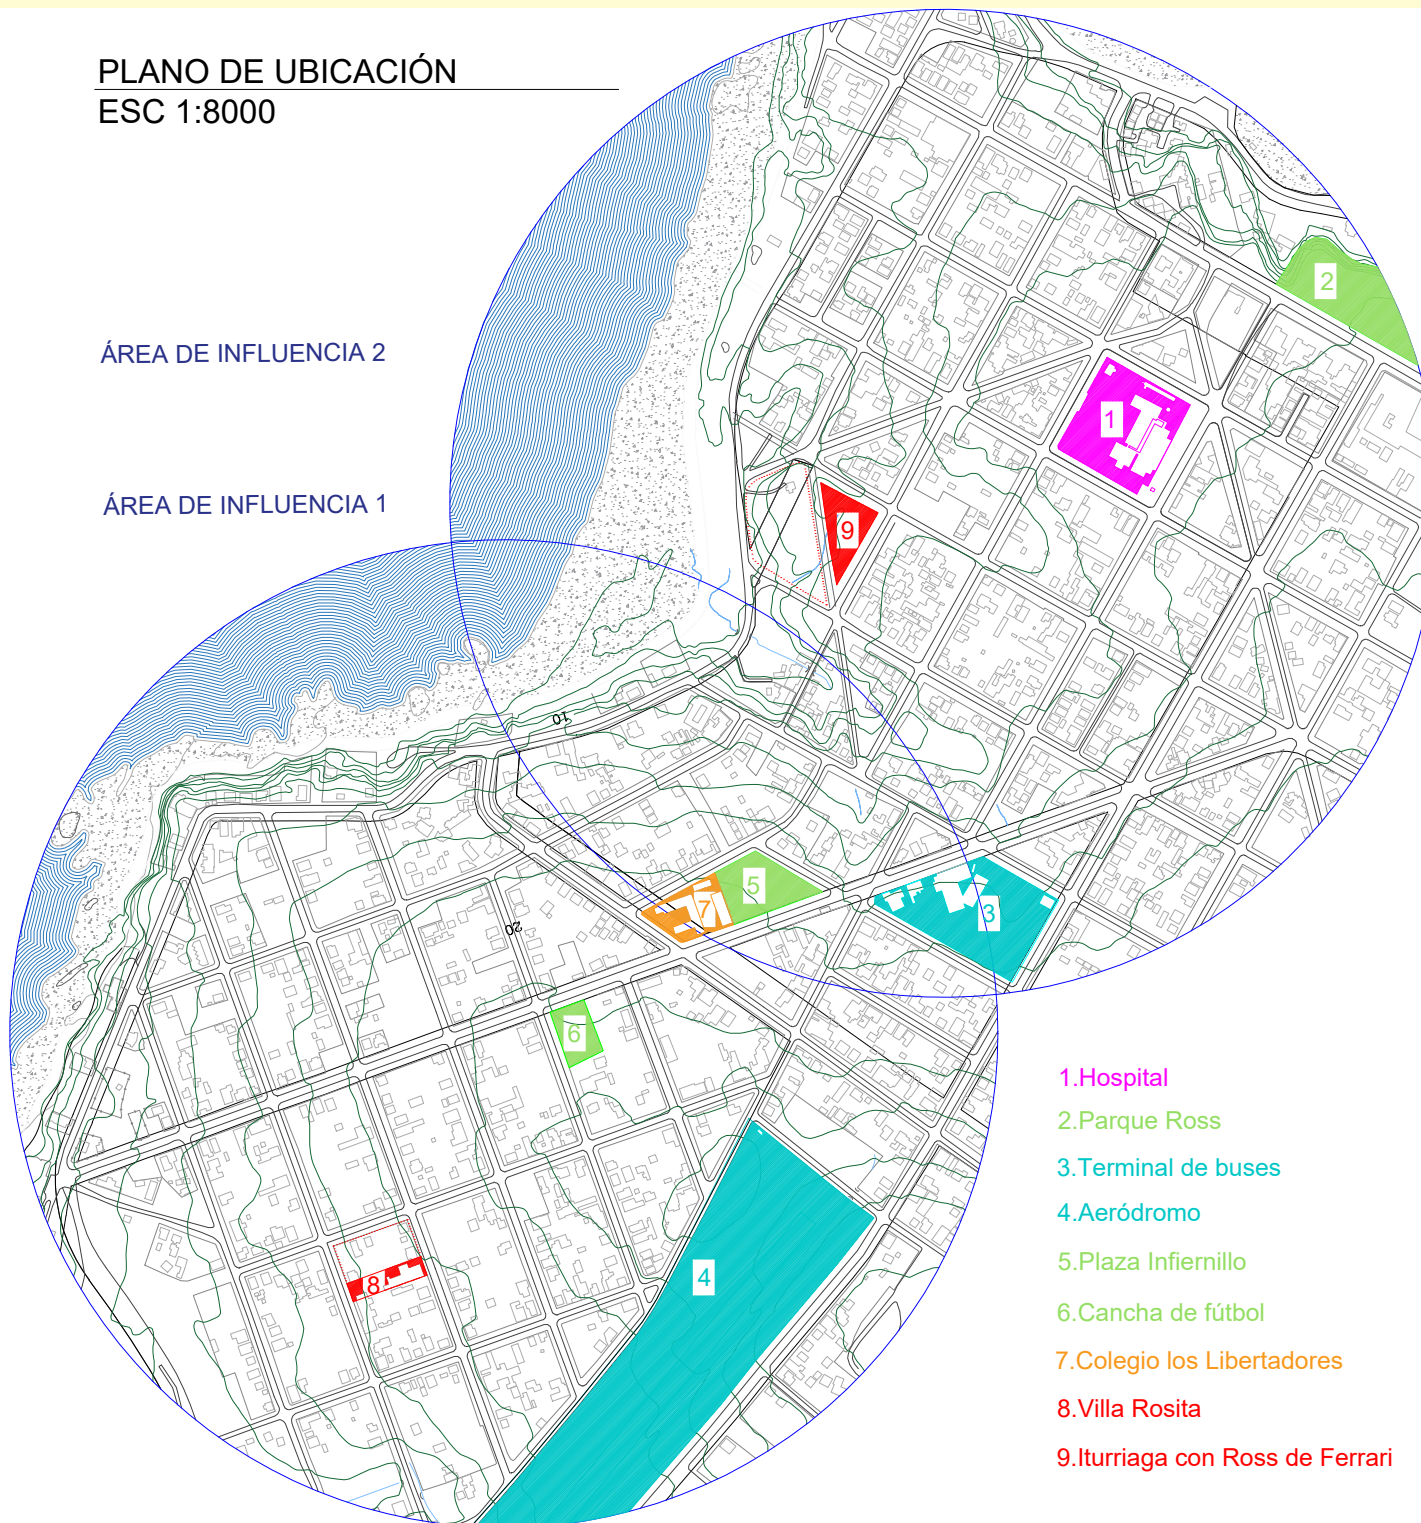 PLANO DE UBICACIÓN
ESC 1:8000
2
ÁREA DE INFLUENCIA 2
1
ÁREA DE INFLUENCIA 1
9
10
5
7
3
20
6
4
8
1.Hospital
2.Parque Ross
3.Terminal de buses
4.Aeródromo
5.Plaza Infiernillo
6.Cancha de fútbol
7.Colegio los Libertadores
8.Villa Rosita
9.Iturriaga con Ross de Ferrari